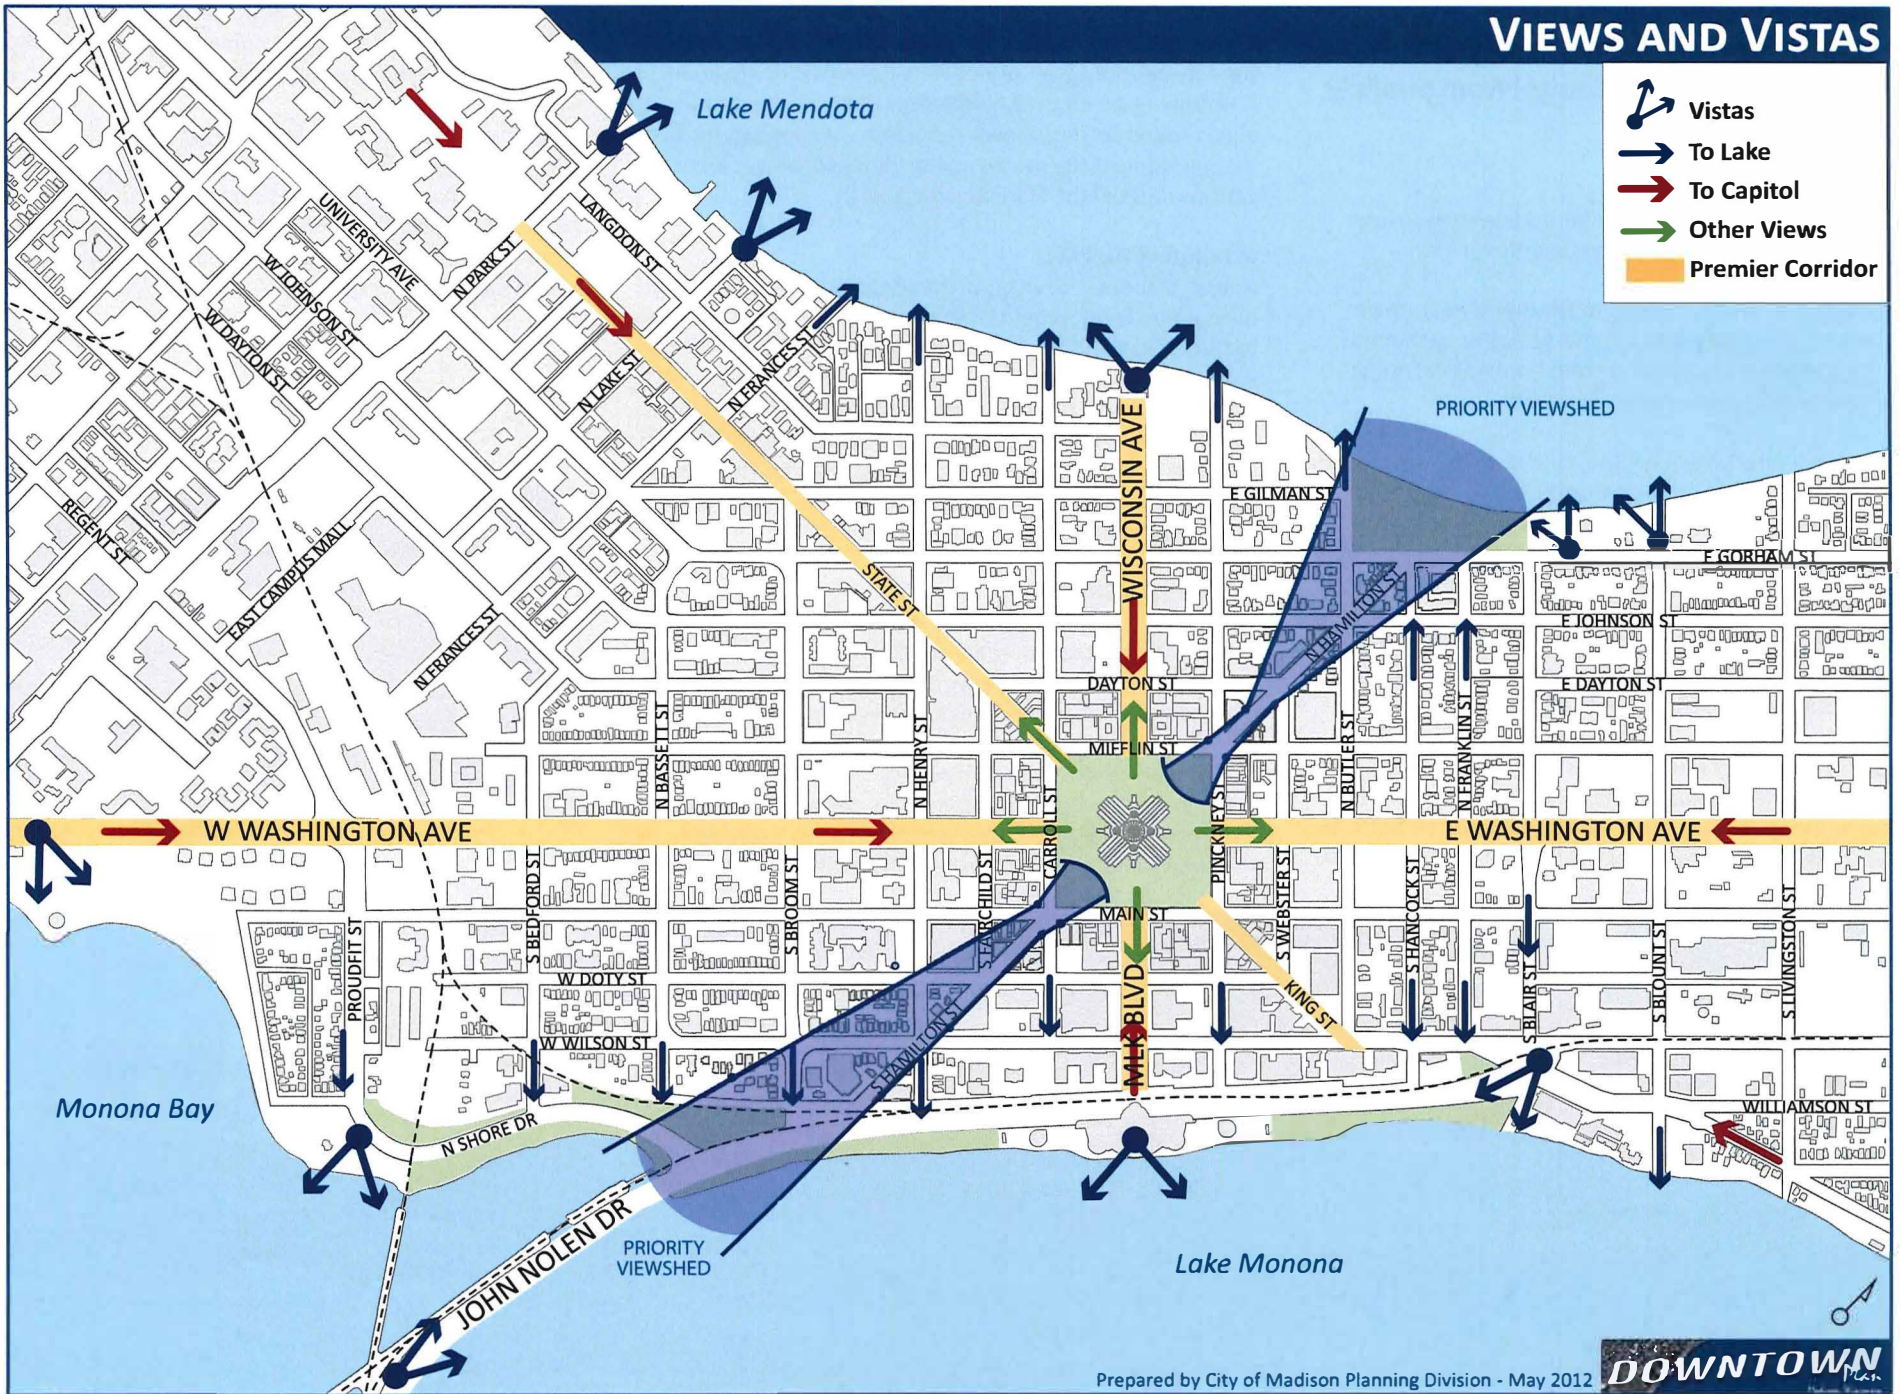 VIEWS AND VISTAS
Vistas
To Lake
To Capitol
Other Views
Premier Corridor
Lake Mendota
PRIORITY VIEWSHED
UNIVERSITY AVE
LANGDON ST
N PARK ST
W JOHNSON ST
W DAYTON ST
N LAKE ST
N FRANCES ST
WISCONSIN AVE
E GILMAN ST
REGENT ST
EAST CAMPUS MALL
STATE ST
E GORHAM ST
N HAMILTON ST
E JOHNSON ST
N FRANCES ST
DAYTON ST
E DAYTON ST
N BASSETT ST
N HENRY ST
MIFFLIN ST
N BUTLER ST
N FRANKLIN ST
CARROLL ST
PINCKNEY ST
W WASHINGTON AVE
E WASHINGTON AVE
S BEDFORD ST
S BROOM ST
S FAIRCHILD ST
MAIN ST
S WEBSTER ST
S HANCOCK ST
PROUDFIT ST
W DOTY ST
MLK BLVD
KING ST
S BLAIR ST
S BLOUNT ST
S LIVINGSTON ST
W WILSON ST
S HAMILTON ST
Monona Bay
N SHORE DR
WILLIAMSON ST
JOHN NOLEN DR
PRIORITY
VIEWSHED
Lake Monona
Prepared by City of Madison Planning Division - May 2012
DOWNTOWN
Plan